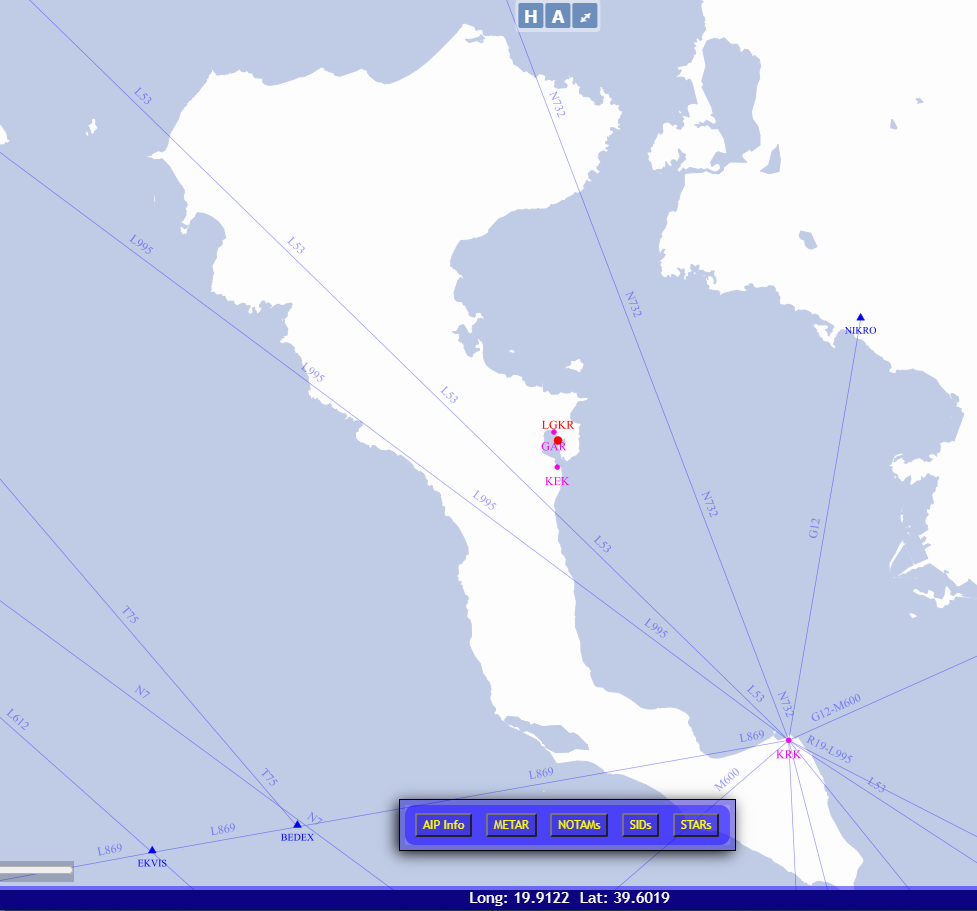 H A
L53
N732
L995
L53
N732
NIKRO
L995
L53
LGKR
GAR
KEK
L995
N732
G12
L53
T75
L995
N7
L53
N732
G12-M600
L612
L869
R19-L995
KRK
L869
T75
M600
L53
N7
L869
BEDEX
L869
EKVIS
AIP Info METAR NOTAMs SIDs STARs
Long: 19.9122 Lat: 39.6019